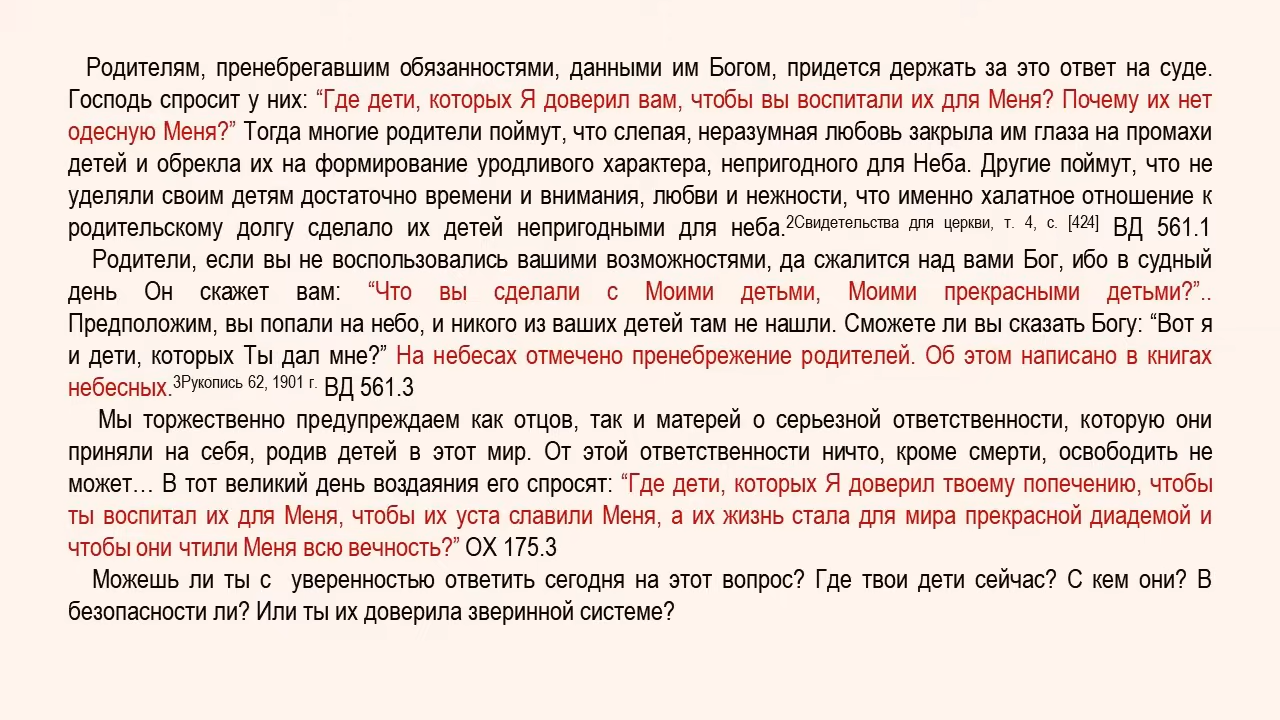 Родителям, пренебрегавшим обязанностями, данными им Богом, придется держать за это ответ на суде.
Господь спросит у них: “Где дети, которых Я доверил вам, чтобы вы воспитали их для Меня? Почему их нет
одесную Меня?” Тогда многие родители поймут, что слепая, неразумная любовь закрыла им глаза на промахи
детей и обрекла их на формирование уродливого характера, непригодного для Неба. Другие поймут, что не
уделяли своим детям достаточно времени и внимания, любви и нежности, что именно халатное отношение к
родительскому долгу сделало их детей непригодными для неба.2Свидетельства для церкви, т. 4, с. [424] ВД 561.1
Родители, если вы не воспользовались вашими возможностями, да сжалится над вами Бог, ибо в судный
день Он скажет вам: “Что вы сделали с Моими детьми, Моими прекрасными детьми?”..
Предположим, вы попали на небо, и никого из ваших детей там не нашли. Сможете ли вы сказать Богу: “Вот я
и дети, которых Ты дал мне?” На небесах отмечено пренебрежение родителей. Об этом написано в книгах
небесных.3Рукопись 62, 1901 г. ВД 561.3
Мы торжественно предупреждаем как отцов, так и матерей о серьезной ответственности, которую они
приняли на себя, родив детей в этот мир. От этой ответственности ничто, кроме смерти, освободить не
может… В тот великий день воздаяния его спросят: “Где дети, которых Я доверил твоему попечению, чтобы
ты воспитал их для Меня, чтобы их уста славили Меня, а их жизнь стала для мира прекрасной диадемой и
чтобы они чтили Меня всю вечность?” ОХ 175.3
Можешь ли ты с уверенностью ответить сегодня на этот вопрос? Где твои дети сейчас? С кем они? В
безопасности ли? Или ты их доверила зверинной системе?